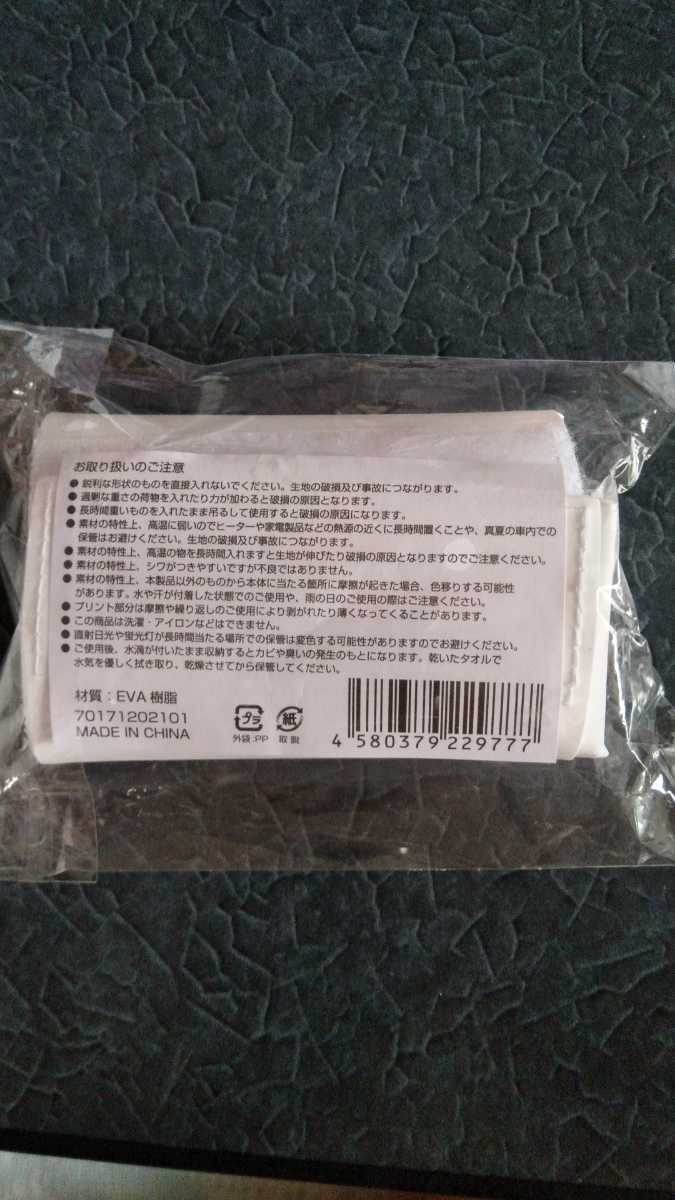 お取り扱いのご注意
● 鋭利な形状のものを直接入れないでください。生地の破損及び事故につながります。
● 過剰な重さの荷物を入れたり力が加わると破損の原因となります。
● 長時間重いものを入れたまま吊るして使用すると破損の原因になります。
● 素材の特性上、高温に弱いのでヒーターや家電製品などの熱源の近くに長時間置くことや、真夏の車内での
保管はお避けください。生地の破損及び事故につながります。
● 素材の特性上、高温の物を長時間入れますと生地が伸びたり破損の原因となりますのでご注意ください。
● 素材の特性上、シワがつきやすいですが不良ではありません。
● 素材の特性上、本製品以外のものから本体に当たる箇所に摩擦が起きた場合、色移りする可能性
があります。水や汗が付着した状態でのご使用や、雨の日のご使用の際はご注意ください。
● プリント部分は摩擦や繰り返しのご使用により剥がれたり薄くなってくることがあります。
● この商品は洗濯・アイロンなどはできません。
● 直射日光や蛍光灯が長時間当たる場所での保管は変色する可能性がありますのでお避けください。
● ご使用後、水滴が付いたまま収納するとカビや臭いの発生のもとになります。乾いたタオルで
水気を優しく拭き取り、乾燥させてから保管してください。
材質：EVA 樹脂
70171202101
MADE IN CHINA
プラ
外袋:PP
紙
取説
4 580379 229777